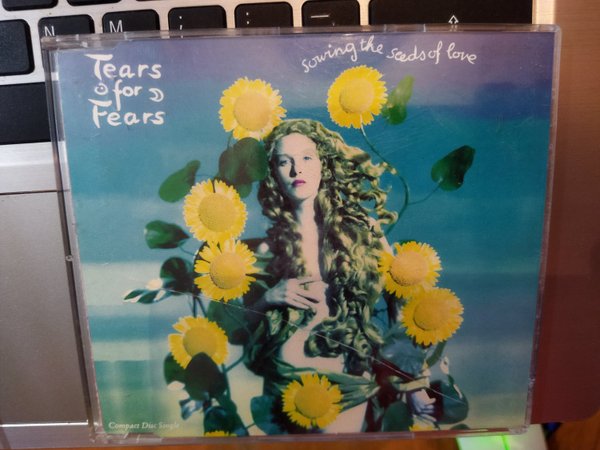 Tears
for
Fears
sowing the seeds of love
Compact Disc Single
N
M